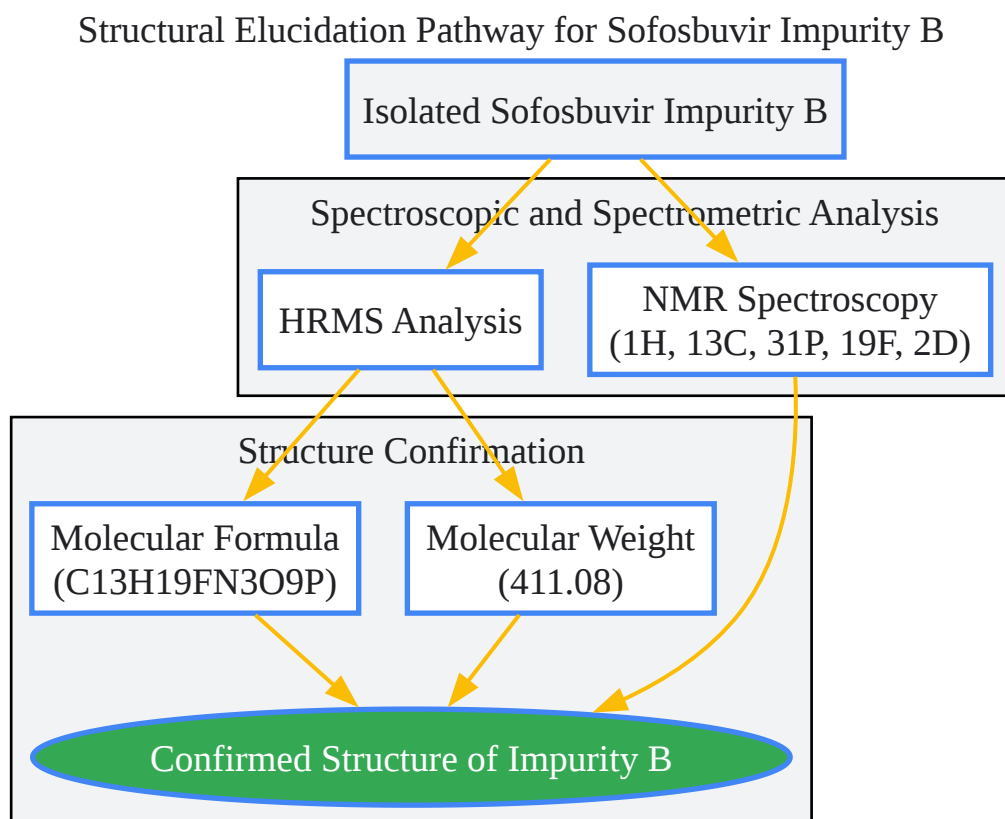 Structural Elucidation Pathway for Sofosbuvir Impurity B
Isolated Sofosbuvir Impurity B
Spectroscopic and Spectrometric Analysis
HRMS Analysis
NMR Spectroscopy
(1H, 13C, 31P, 19F, 2D)
Structure Confirmation
Molecular Formula
(C13H19FN3O9P)
Molecular Weight
(411.08)
Confirmed Structure of Impurity B